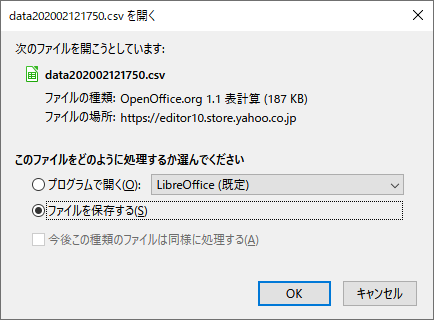 data202002121750.csv を開く
次のファイルを開こうとしています:
data202002121750.csv
ファイルの種類: OpenOffice.org 1.1 表計算 (187 KB)
ファイルの場所: https://editor10.store.yahoo.co.jp
このファイルをどのように処理するか選んでください
プログラムで開く(O): LibreOffice (既定)
ファイルを保存する(S)
今後この種類のファイルは同様に処理する(A)
OK キャンセル